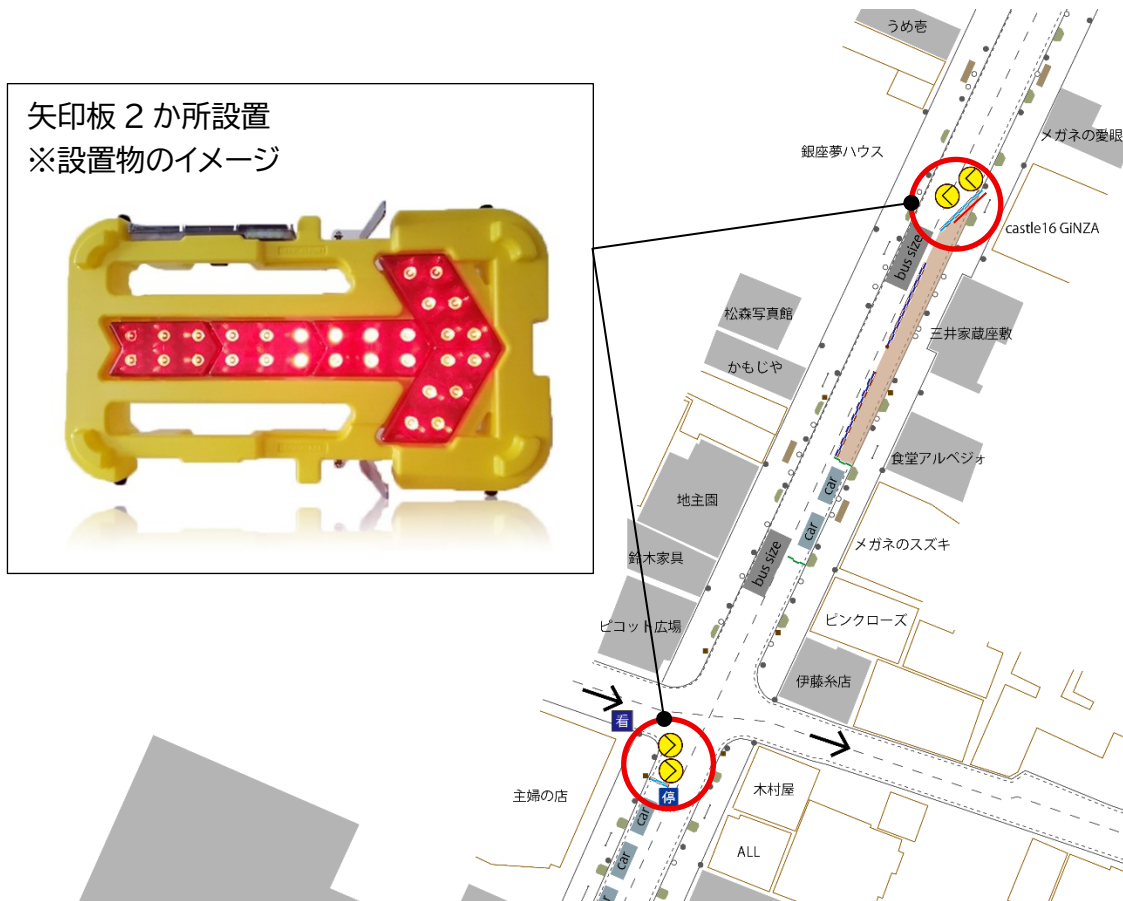 矢印板２か所設置
※設置物のイメージ
うめ壱
メガネの愛眼
銀座夢ハウス
castle16 GiNZA
bus size
松森写真館
三井家蔵座敷
かもじや
食堂アルペジォ
car
地主園
car
メガネのスズキ
bus size
鈴木家具
ピンクローズ
ピコット広場
伊藤糸店
看
主婦の店
停
木村屋
car
ALL
car